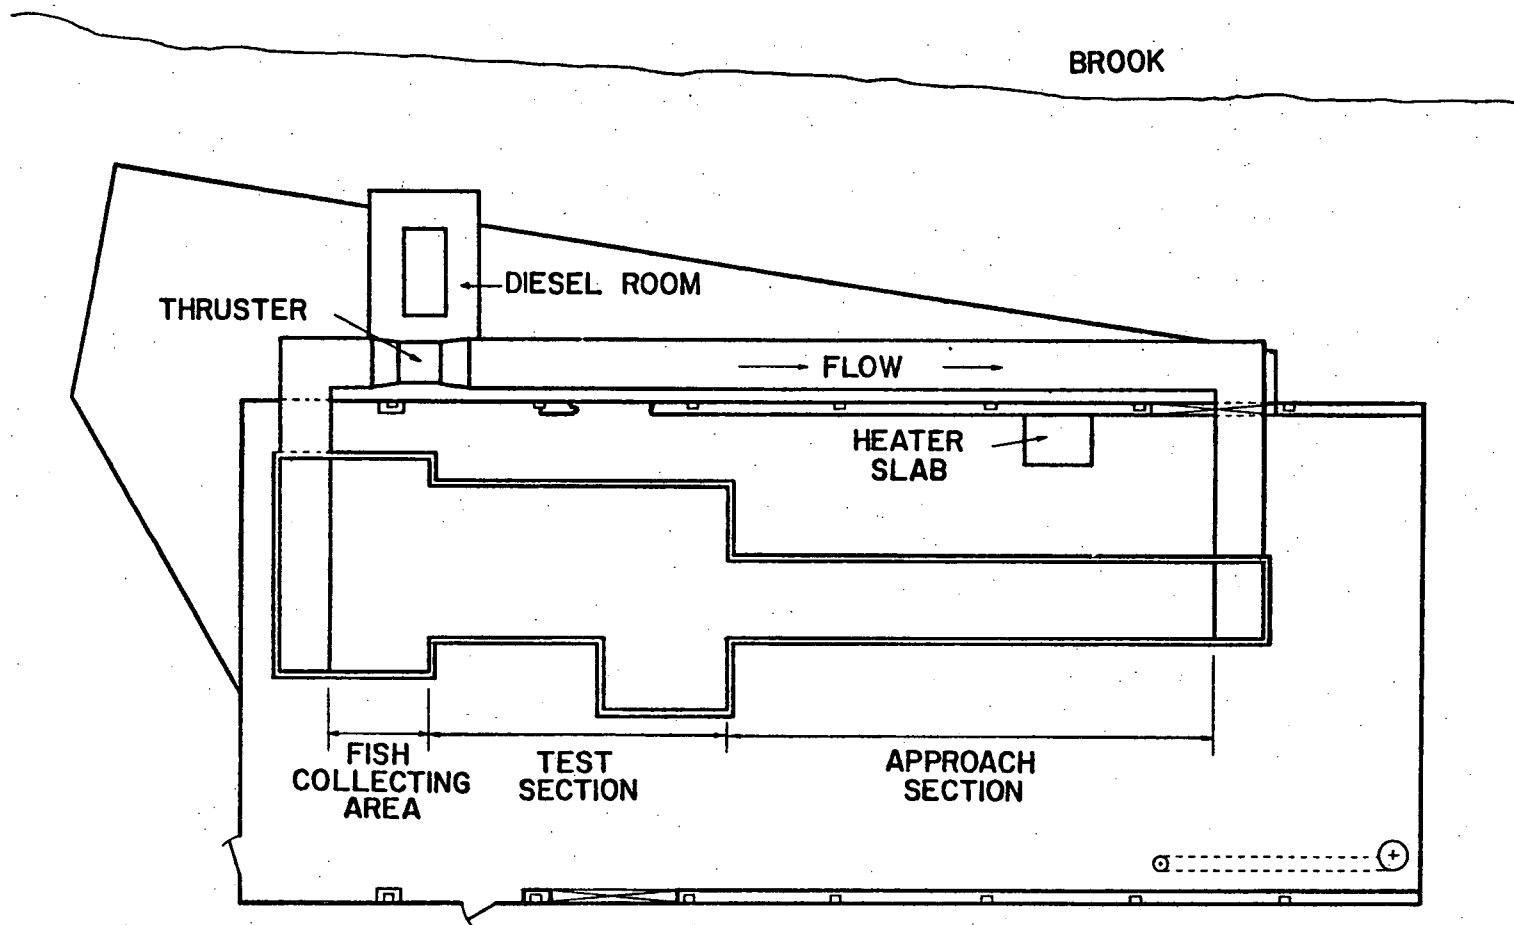 BROOK
DIESEL ROOM
THRUSTER
FLOW
HEATER
SLAB
FISH
COLLECTING
AREA
TEST
SECTION
APPROACH
SECTION